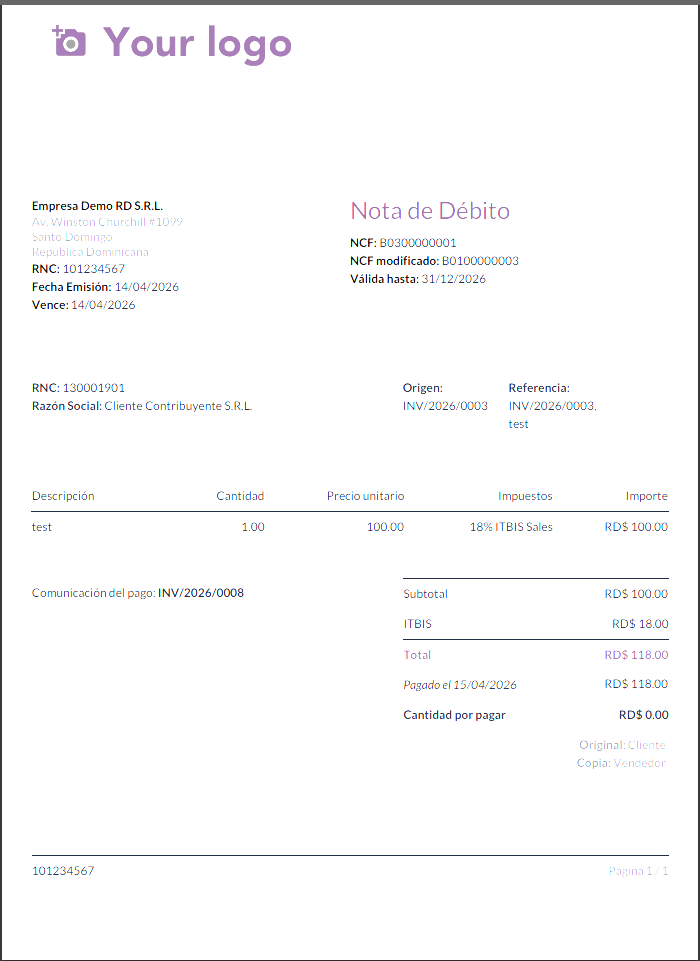 Your logo
Empresa Demo RD S.R.L.
Av. Winston Churchill #1099
Santo Domingo
República Dominicana
RNC: 101234567
Fecha Emisión: 14/04/2026
Vence: 14/04/2026
Nota de Débito
NCF: B0300000001
NCF modificado: B0100000003
Válida hasta: 31/12/2026
RNC: 130001901
Razón Social: Cliente Contribuyente S.R.L.
Origen:
INV/2026/0003
Referencia:
INV/2026/0003,
test
Descripción Cantidad Precio unitario Impuestos Importe
test 1.00 100.00 18% ITBIS Sales RD$ 100.00
Comunicación del pago: INV/2026/0008
Subtotal RD$ 100.00
ITBIS RD$ 18.00
Total RD$ 118.00
Pagado el 15/04/2026 RD$ 118.00
Cantidad por pagar RD$ 0.00
Original: Cliente
Copia: Vendedor
101234567 Página 1 / 1